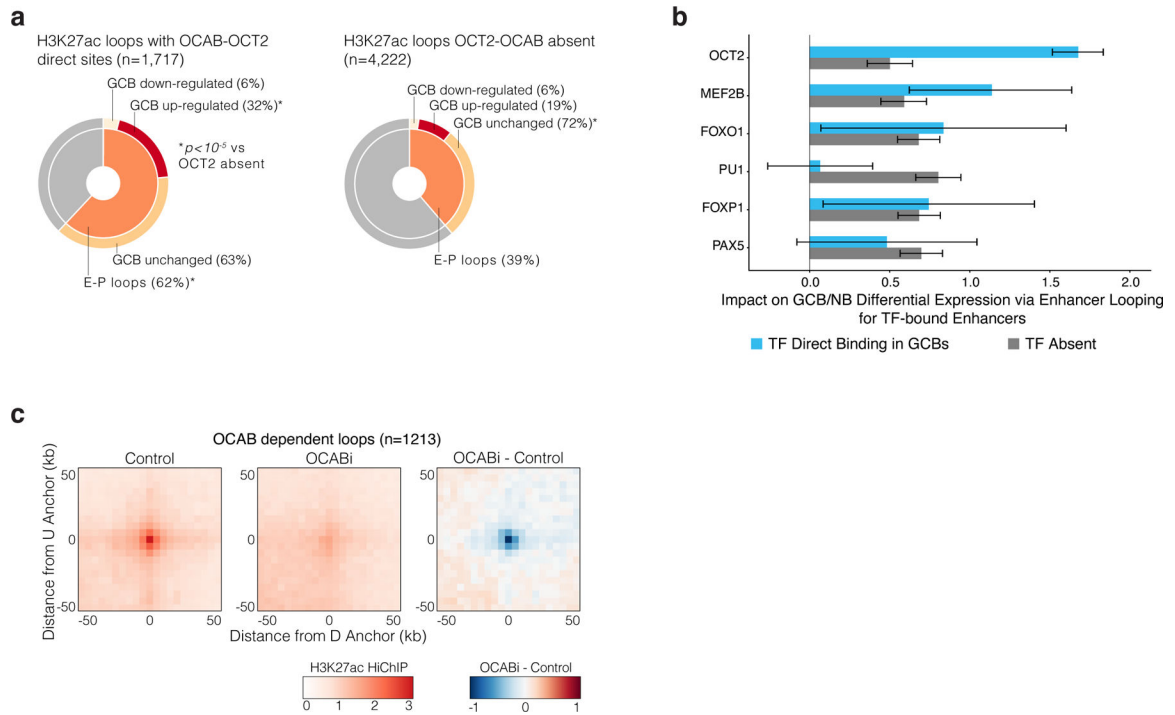 a
H3K27ac loops with OCAB-OCT2
direct sites (n=1,717)
GCB down-regulated (6%)
GCB up-regulated (32%)*
*p<10-5 vs
OCT2 absent
GCB unchanged (63%)
E-P loops (62%)*
H3K27ac loops OCT2-OCAB absent
(n=4,222)
GCB down-regulated (6%)
GCB up-regulated (19%)
GCB unchanged (72%)*
E-P loops (39%)
b
OCT2
MEF2B
FOXO1
PU1
FOXP1
PAX5
0.0 0.5 1.0 1.5 2.0
Impact on GCB/NB Differential Expression via Enhancer Looping
for TF-bound Enhancers
TF Direct Binding in GCBs TF Absent
c
OCAB dependent loops (n=1213)
Control OCABi OCABi - Control
Distance from U Anchor (kb)
50
0
-50
50
0
-50
-50 0 50 -50 0 50 -50 0 50
Distance from D Anchor (kb)
H3K27ac HiChIP
0 1 2 3
OCABi - Control
-1 0 1